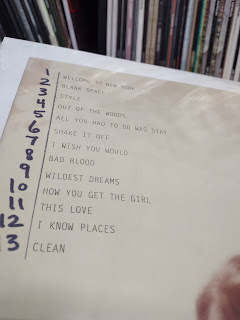 1 WELCOME TO NEW YORK
2 BLANK SPACE
3 STYLE
4 OUT OF THE WOODS
5 ALL YOU HAD TO DO WAS STAY
6 SHAKE IT OFF
7 I WISH YOU WOULD
8 BAD BLOOD
9 WILDEST DREAMS
10 HOW YOU GET THE GIRL
11 THIS LOVE
12 I KNOW PLACES
13 CLEAN